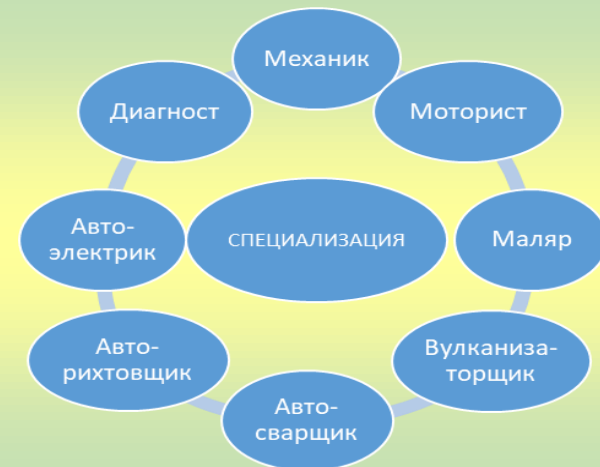 Механик
Моторист
Маляр
Вулканиза-
торщик
Авто-
сварщик
Авто-
рихтовщик
Авто-
электрик
Диагност
СПЕЦИАЛИЗАЦИЯ